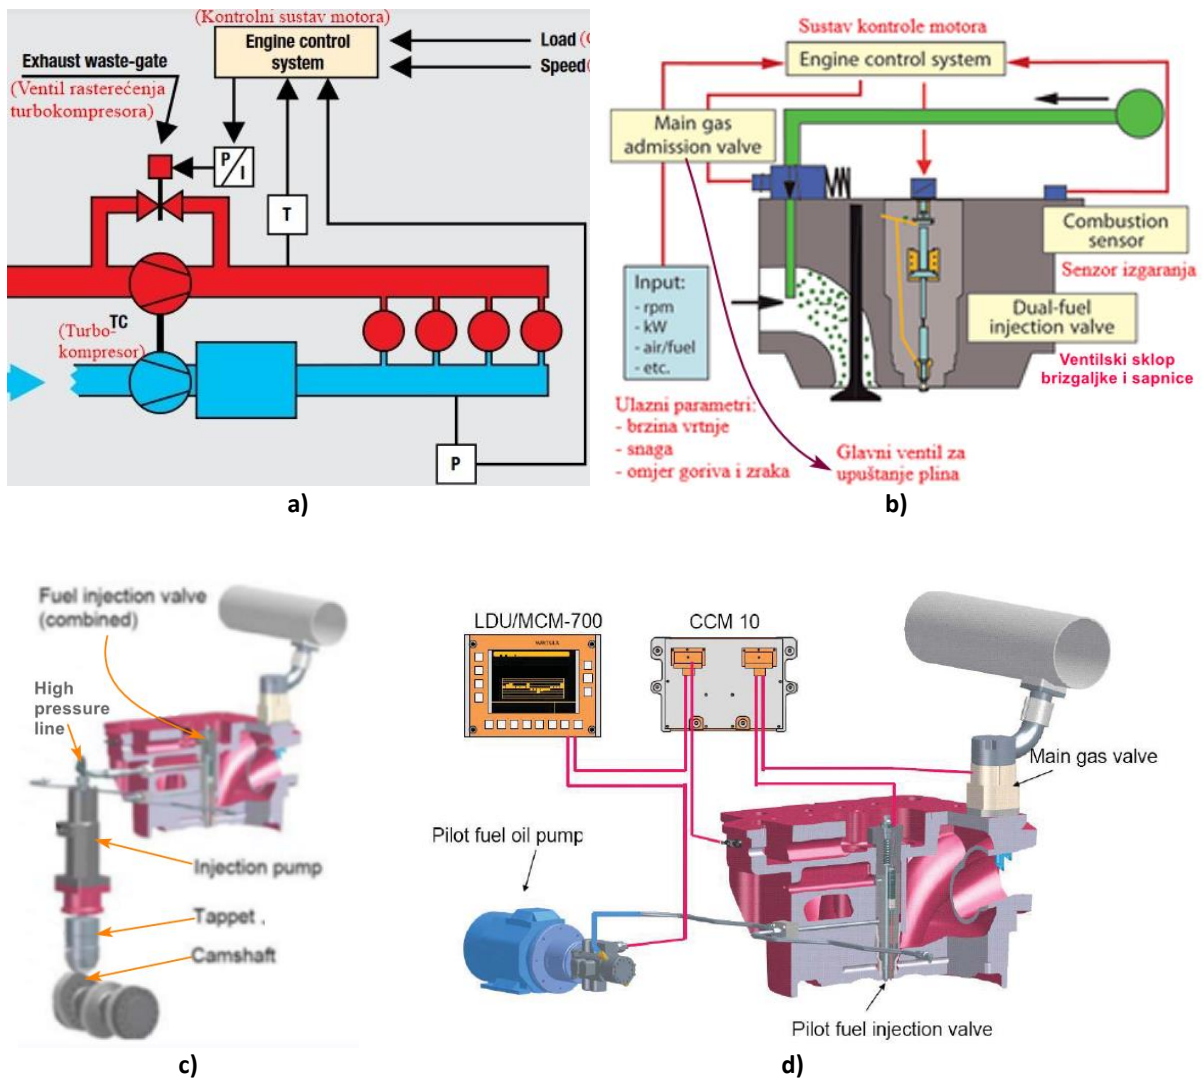 (Kontrolni sustav motora)
Engine control
system
Load
Speed
Exhaust waste-gate
(Ventil rasterećenja
turbokompresora)
P
I
T
TC
(Turbo-
kompresor)
P
a)
Sustav kontrole motora
Engine control system
Main gas
admission valve
Combustion
sensor
Senzor izgaranja
Input:
- rpm
- kW
- air/fuel
- etc.
Dual-fuel
injection valve
Ventilski sklop
brizgaljke i sapnice
Ulazni parametri:
- brzina vrtnje
- snaga
- omjer goriva i zraka
Glavni ventil za
upuštanje plina
b)
Fuel injection valve
(combined)
High
pressure
line
Injection pump
Tappet .
Camshaft
c)
LDU/MCM-700
CCM 10
Main gas valve
Pilot fuel oil pump
Pilot fuel injection valve
d)